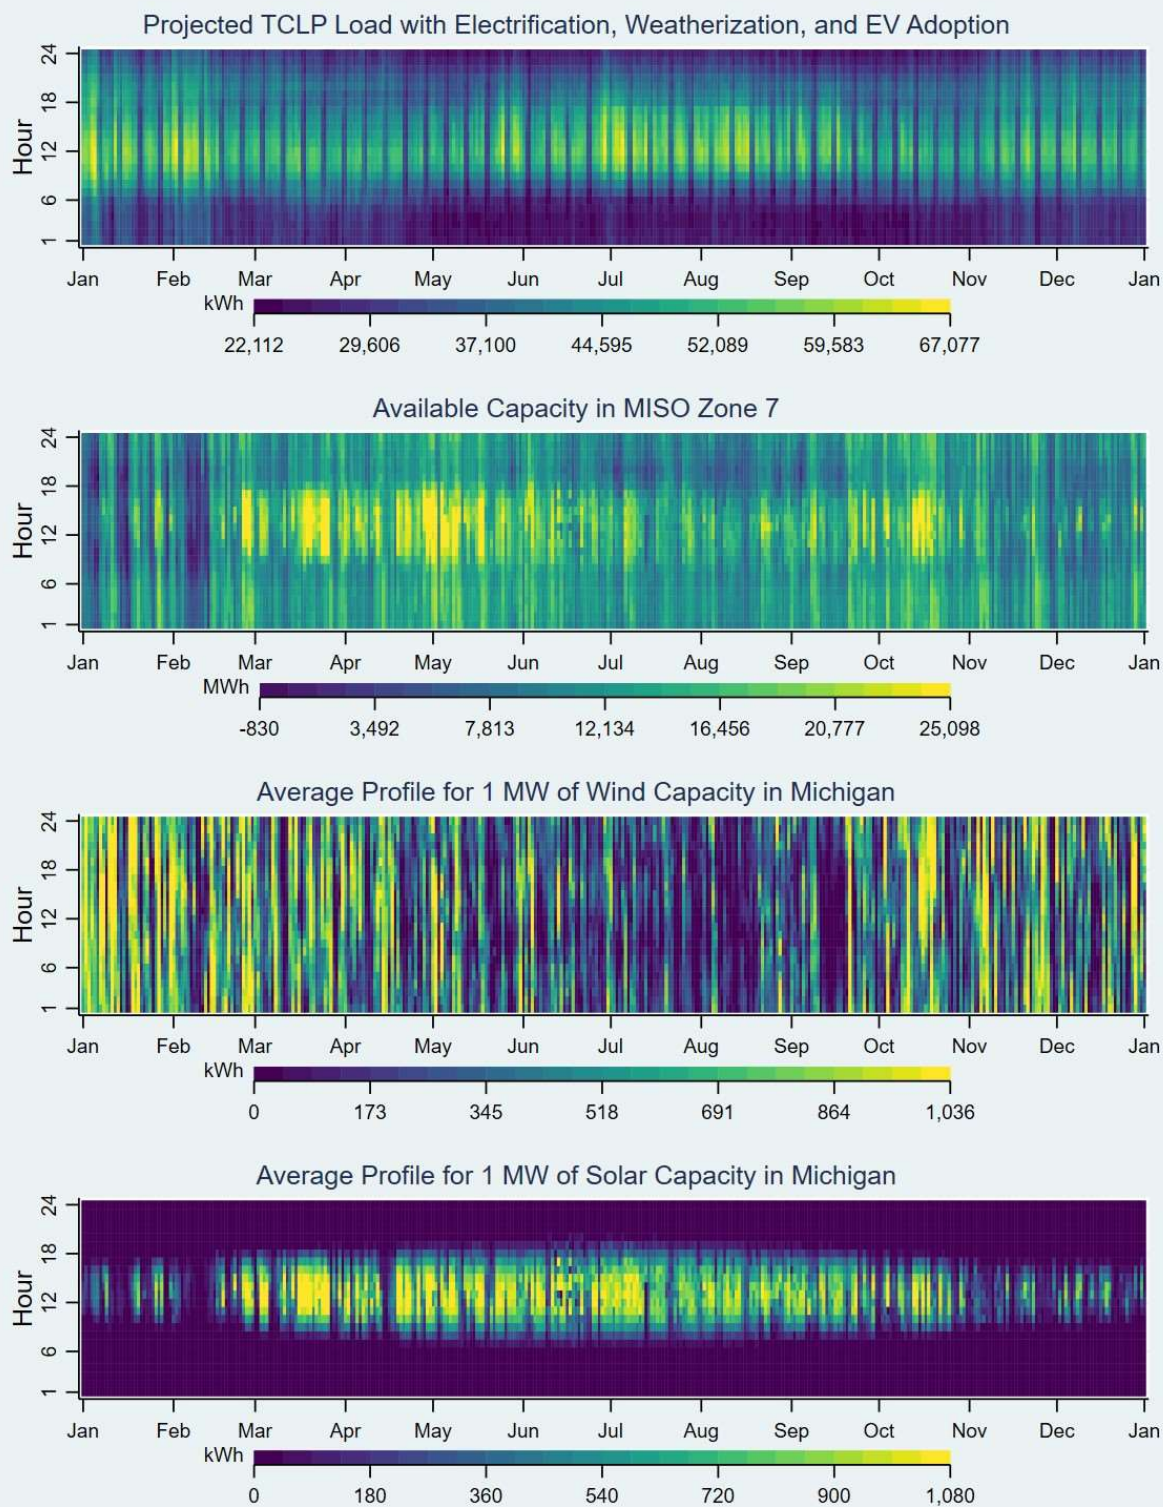 Projected TCLP Load with Electrification, Weatherization, and EV Adoption
24
18
Hour
12
6
1
Jan Feb Mar Apr May Jun Jul Aug Sep Oct Nov Dec Jan
kWh
22,112 29,606 37,100 44,595 52,089 59,583 67,077
Available Capacity in MISO Zone 7
24
18
Hour
12
6
1
Jan Feb Mar Apr May Jun Jul Aug Sep Oct Nov Dec Jan
MWh
-830 3,492 7,813 12,134 16,456 20,777 25,098
Average Profile for 1 MW of Wind Capacity in Michigan
24
18
Hour
12
6
1
Jan Feb Mar Apr May Jun Jul Aug Sep Oct Nov Dec Jan
kWh
0 173 345 518 691 864 1,036
Average Profile for 1 MW of Solar Capacity in Michigan
24
18
Hour
12
6
1
Jan Feb Mar Apr May Jun Jul Aug Sep Oct Nov Dec Jan
kWh
0 180 360 540 720 900 1,080